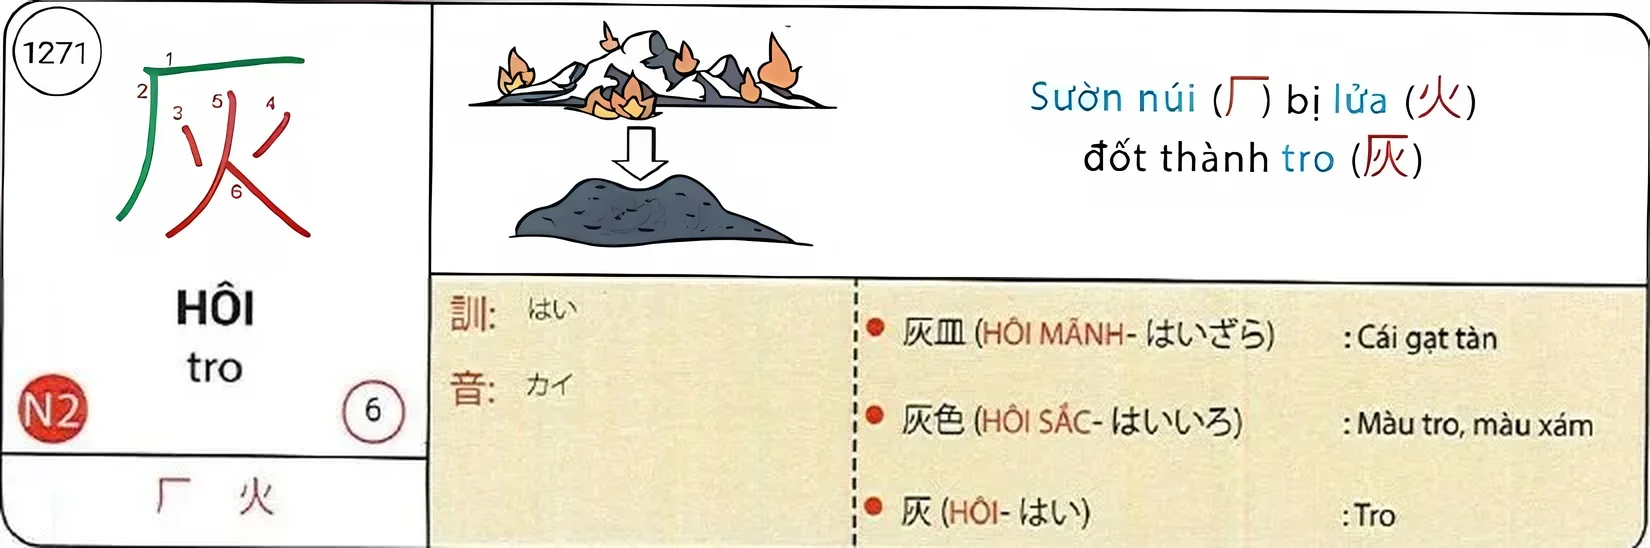 1271
1
2
3
5
4
6
HÔI
tro
N2
6
厂 火
Sườn núi (厂) bị lửa (火)
đốt thành tro (灰)
訓: はい
音: カイ
灰皿 (HÔI MÃNH- はいざら) : Cái gạt tàn
灰色 (HÔI SẮC- はいいろ) : Màu tro, màu xám
灰 (HÔI- はい) : Tro